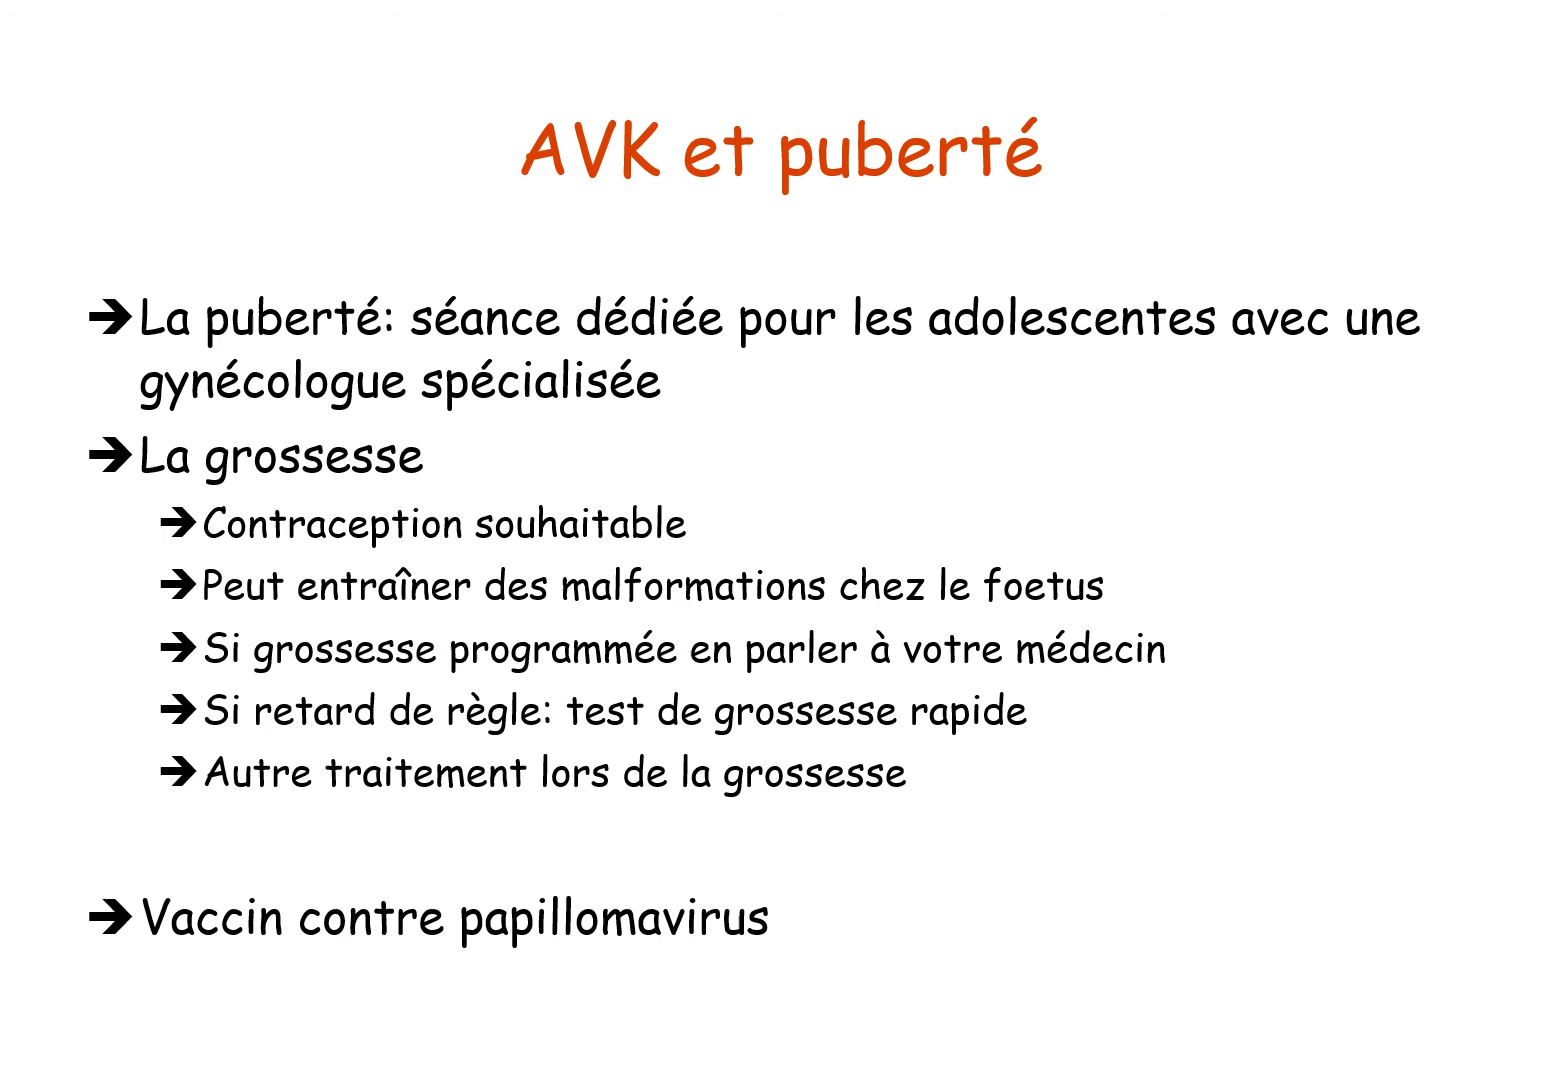 AVK et puberté
➔La puberté: séance dédiée pour les adolescentes avec une
gynécologue spécialisée
➔La grossesse
➔Contraception souhaitable
➔Peut entraîner des malformations chez le foetus
➔Si grossesse programmée en parler à votre médecin
➔Si retard de règle: test de grossesse rapide
➔Autre traitement lors de la grossesse
➔Vaccin contre papillomavirus